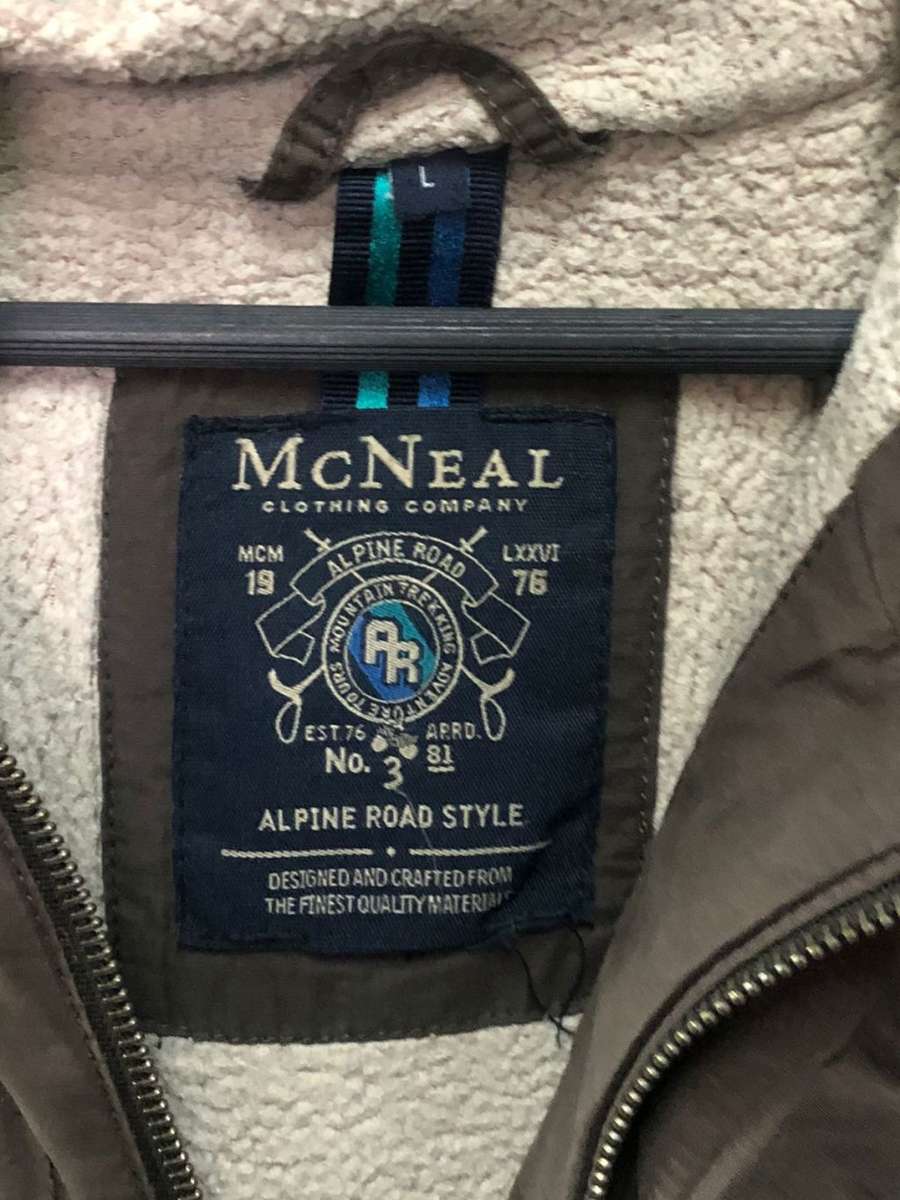 L
McNEAL
CLOTHING COMPANY
MCM LXXVI
19 76
ALPINE ROAD
MOUNTAIN TREKKING ADVENTURE TOURS
AR
EST.76 APRD.
No. 3 81
ALPINE ROAD STYLE
DESIGNED AND CRAFTED FROM
THE FINEST QUALITY MATERIALS